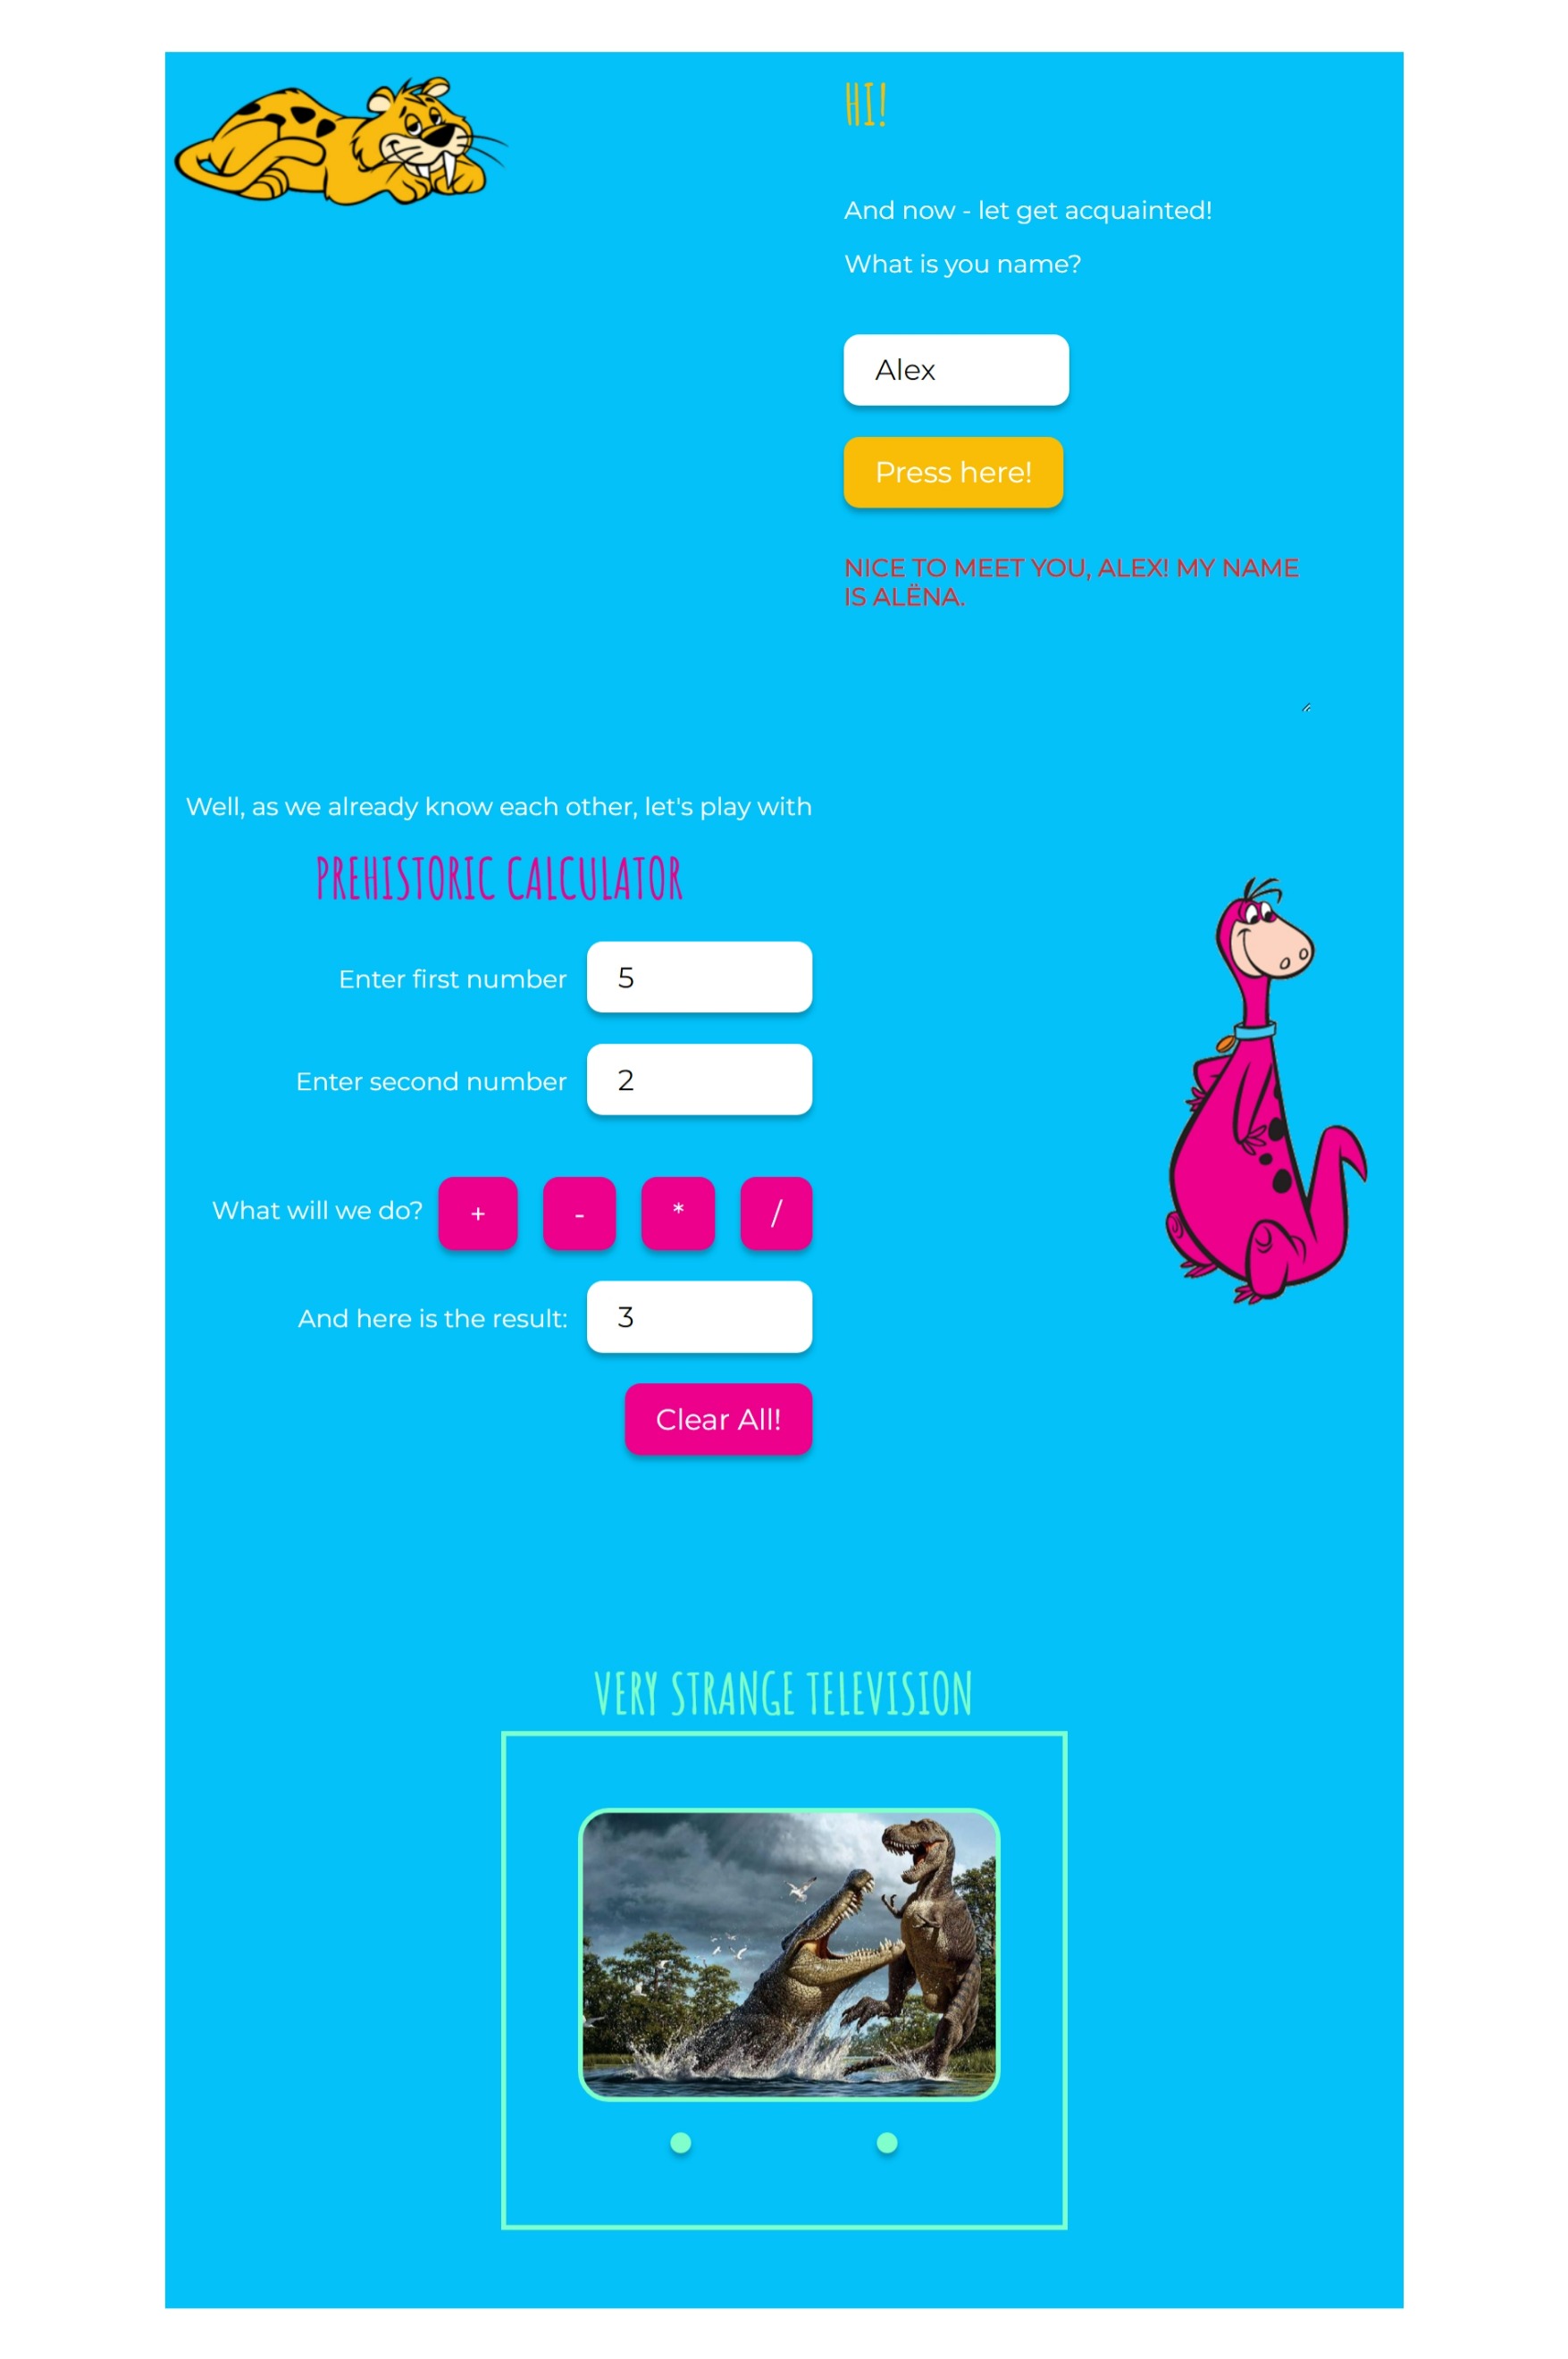 HI!
And now - let get acquainted!
What is you name?
Alex
Press here!
NICE TO MEET YOU, ALEX! MY NAME
IS ALËNA.
Well, as we already know each other, let's play with
PREHISTORIC CALCULATOR
Enter first number 5
Enter second number 2
What will we do? + - * /
And here is the result: 3
Clear All!
VERY STRANGE TELEVISION